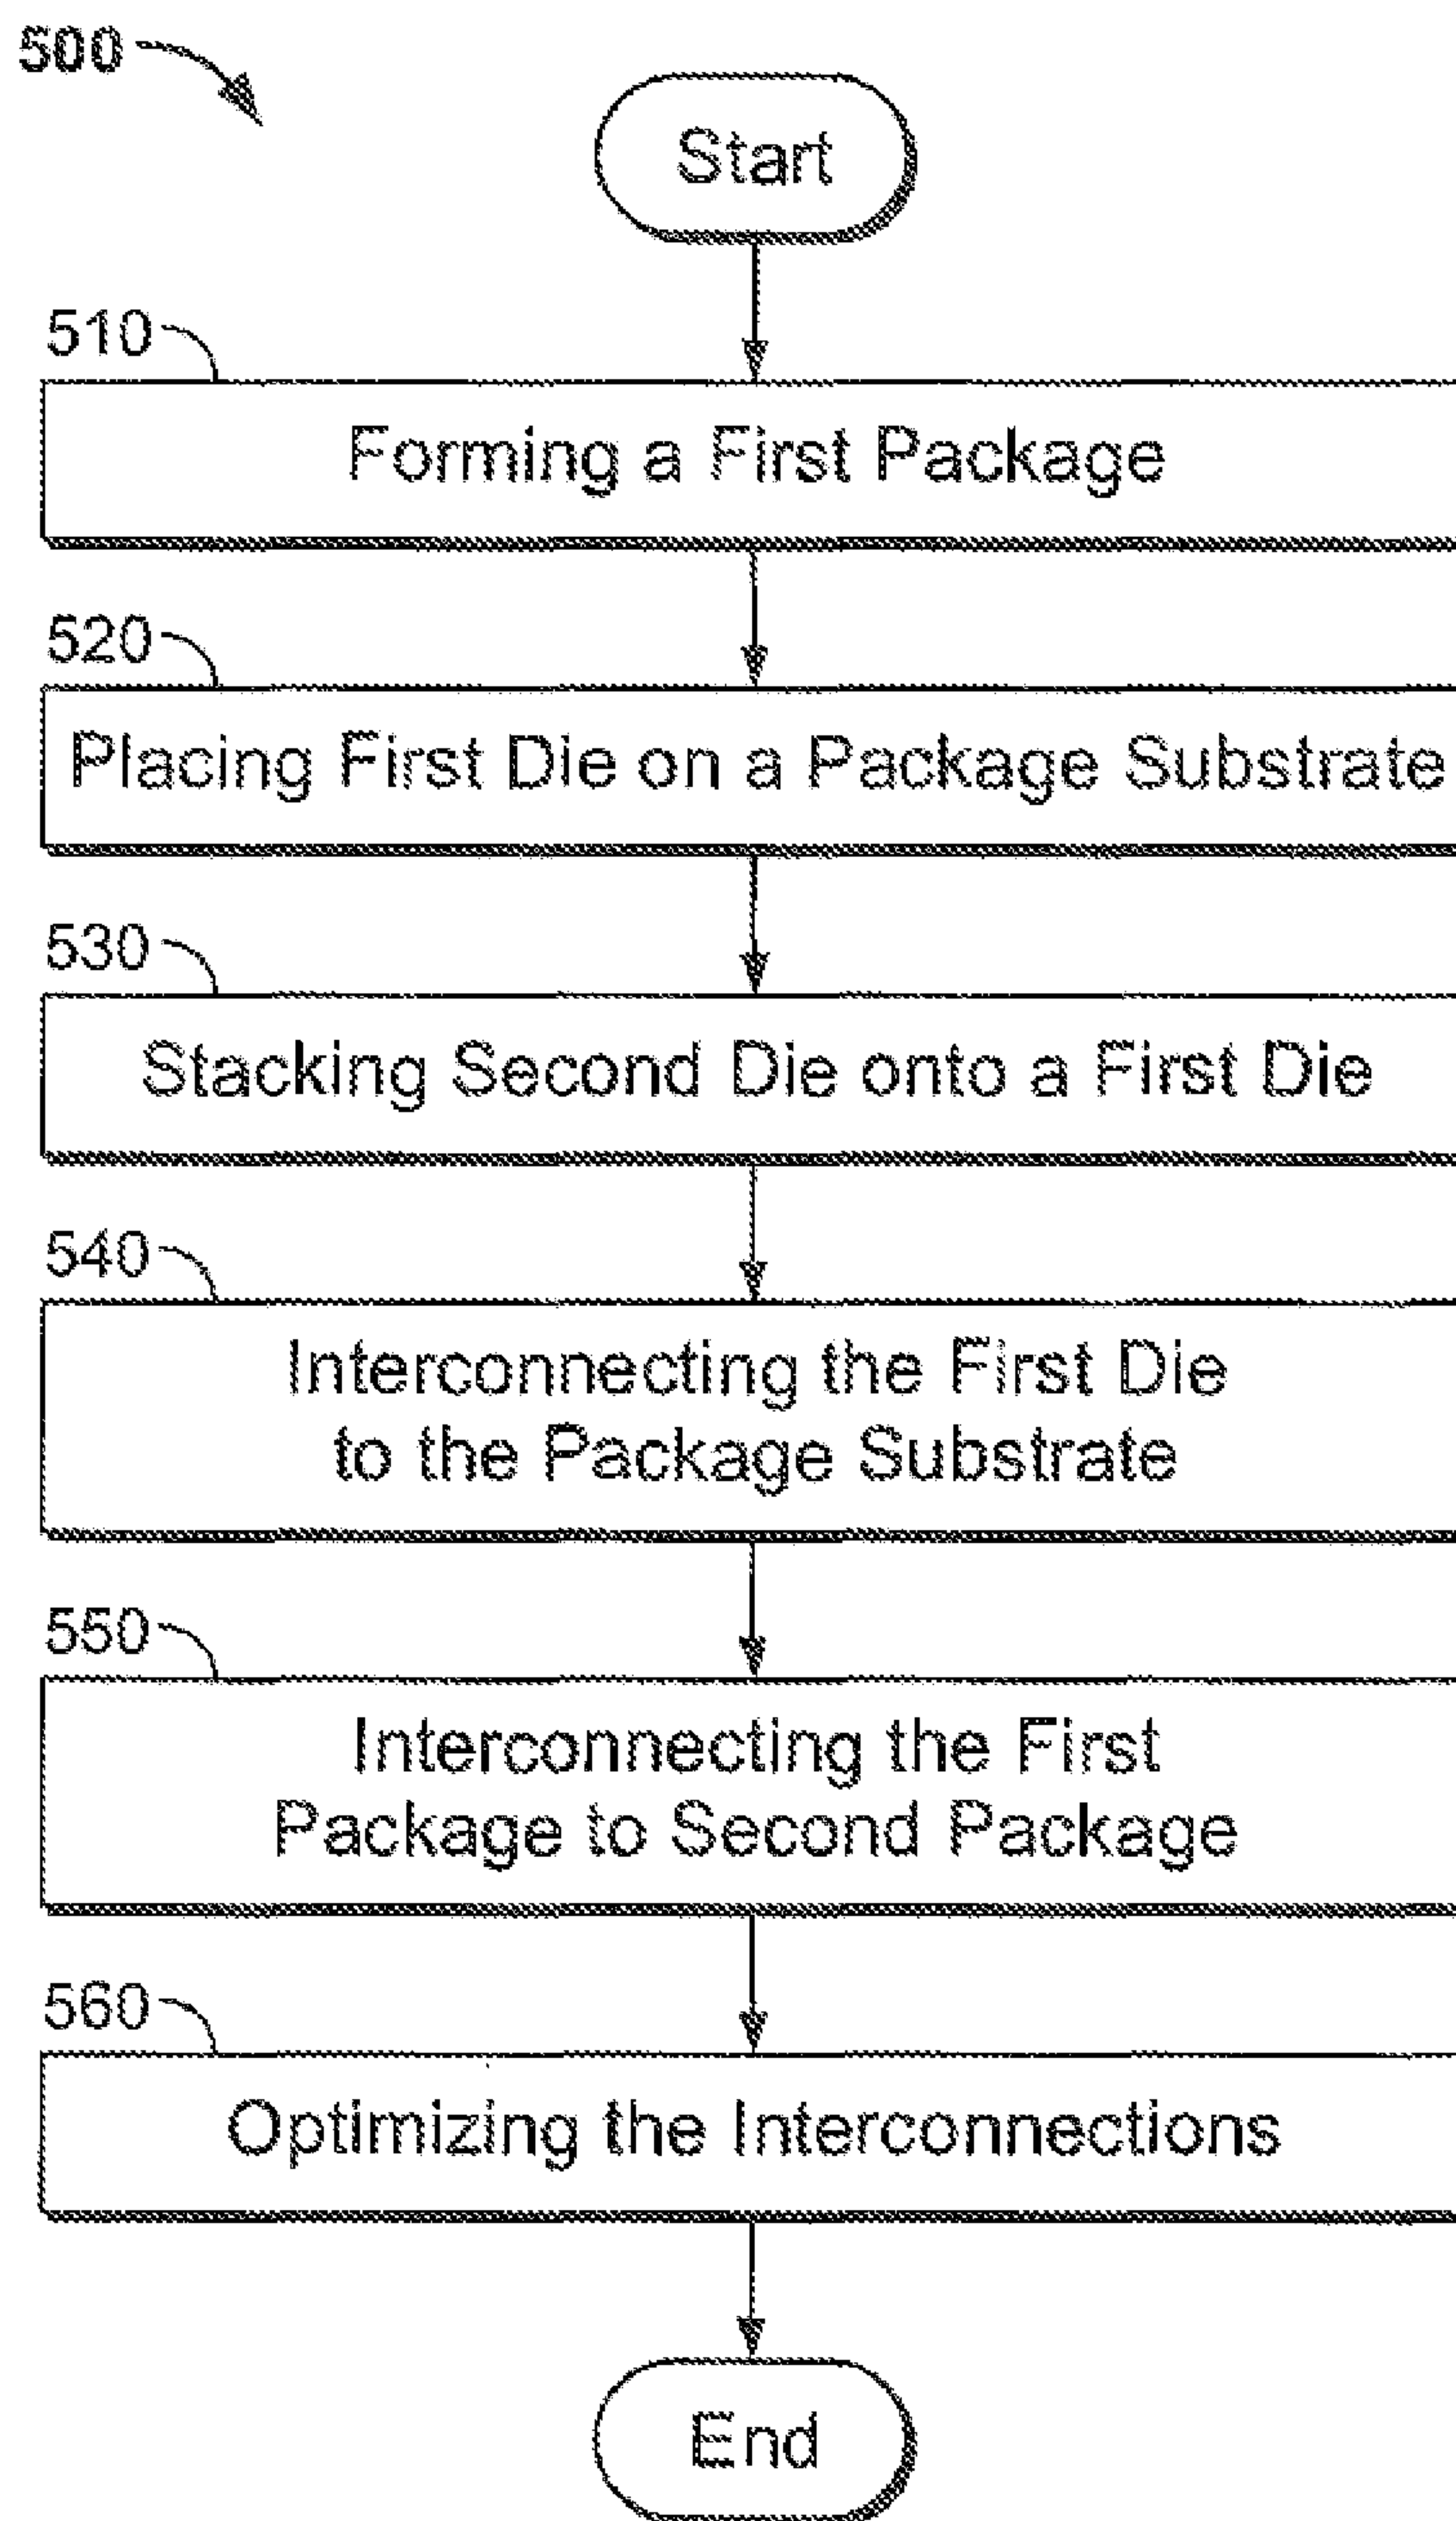 500
Start
510
Forming a First Package
520
Placing First Die on a Package Substrate
530
Stacking Second Die onto a First Die
540
Interconnecting the First Die
to the Package Substrate
550
Interconnecting the First
Package to Second Package
560
Optimizing the Interconnections
End